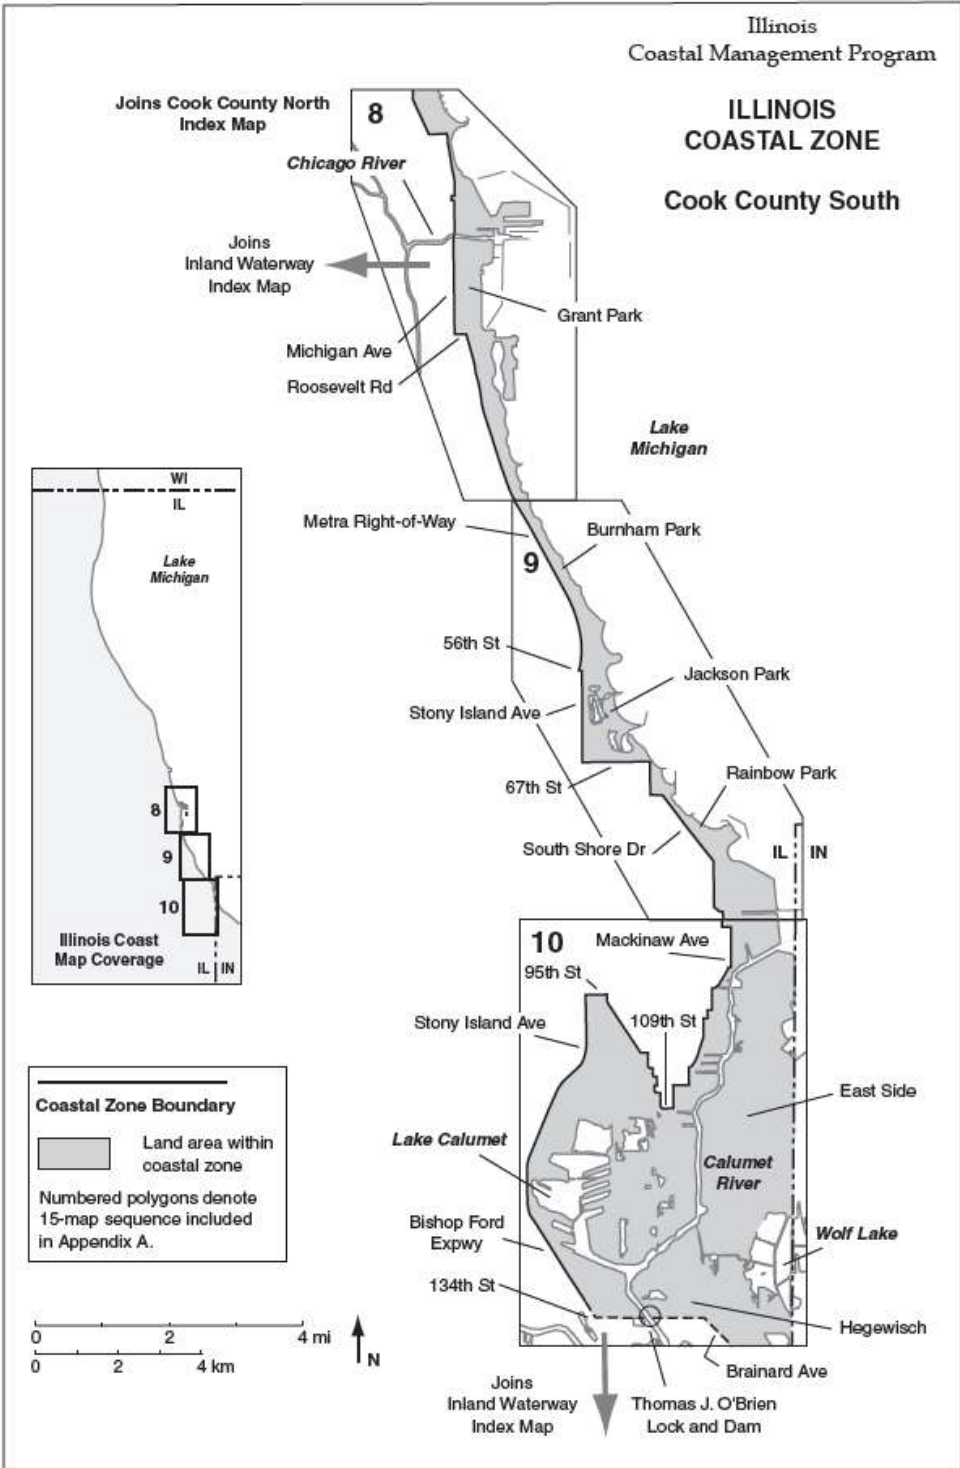 Illinois
Coastal Management Program
ILLINOIS
COASTAL ZONE
Cook County South
Joins Cook County North
Index Map
8
Chicago River
Joins
Inland Waterway
Index Map
Grant Park
Michigan Ave
Roosevelt Rd
Lake
Michigan
WI
IL
Lake
Michigan
8
9
10
Illinois Coast
Map Coverage
IL
IN
Metra Right-of-Way
Burnham Park
9
56th St
Jackson Park
Stony Island Ave
67th St
Rainbow Park
South Shore Dr
IL
IN
10
Mackinaw Ave
95th St
Stony Island Ave
109th St
East Side
Lake Calumet
Calumet
River
Bishop Ford
Expwy
Wolf Lake
134th St
Hegewisch
Brainard Ave
Joins
Inland Waterway
Index Map
Thomas J. O'Brien
Lock and Dam
Coastal Zone Boundary
Land area within
coastal zone
Numbered polygons denote
15-map sequence included
in Appendix A.
0 2 4 mi
0 2 4 km
N